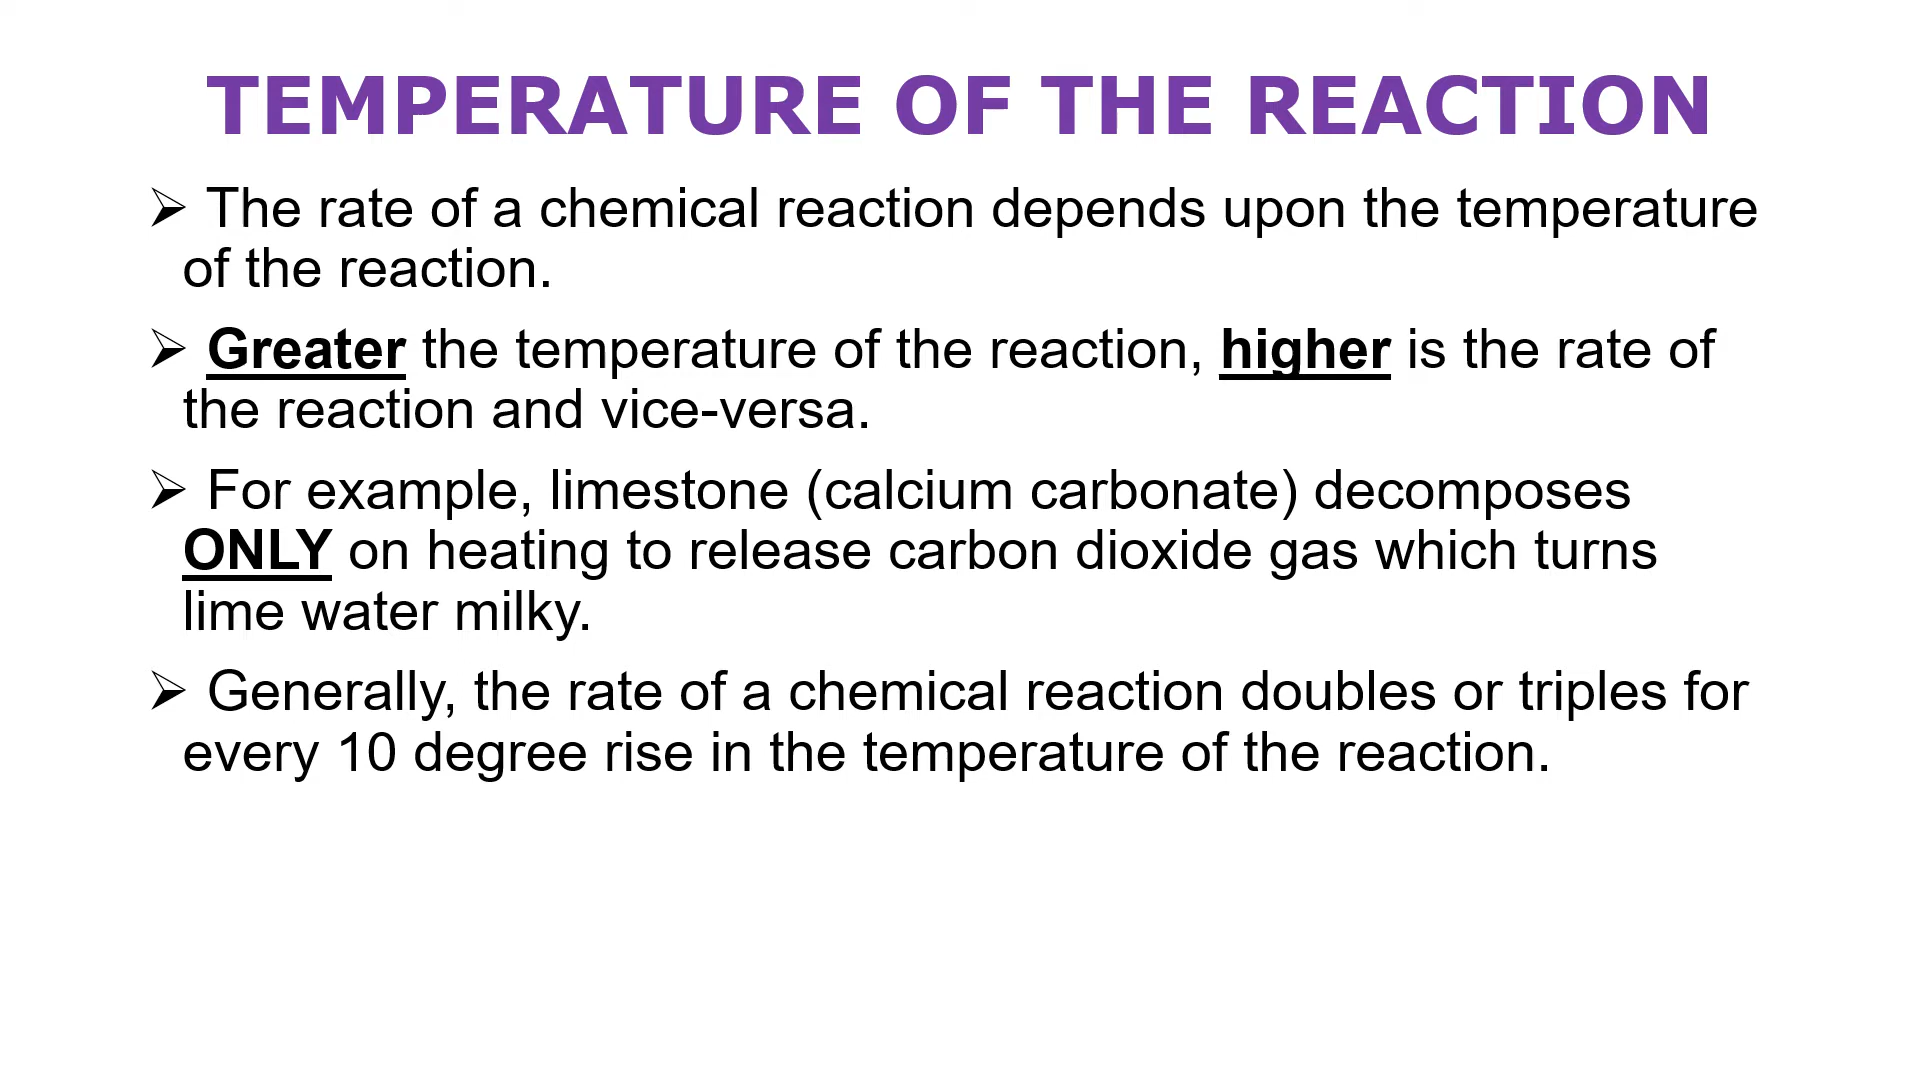 TEMPERATURE OF THE REACTION
➢ The rate of a chemical reaction depends upon the temperature
of the reaction.
➢ Greater the temperature of the reaction, higher is the rate of
the reaction and vice-versa.
➢ For example, limestone (calcium carbonate) decomposes
ONLY on heating to release carbon dioxide gas which turns
lime water milky.
➢ Generally, the rate of a chemical reaction doubles or triples for
every 10 degree rise in the temperature of the reaction.